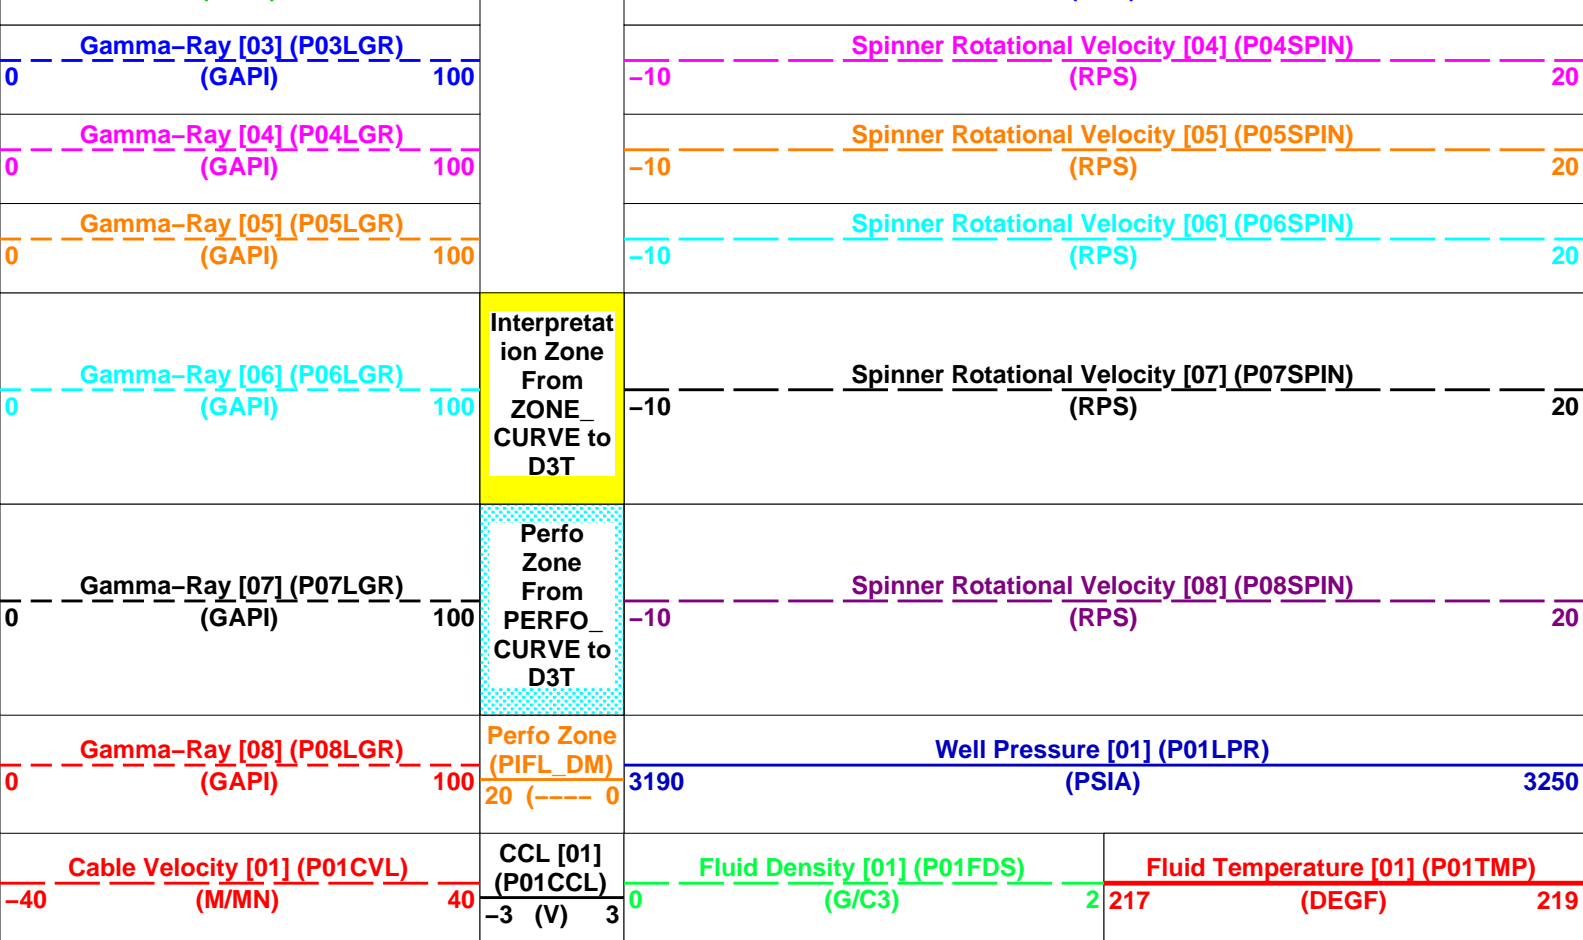 Gamma−Ray [03] (P03LGR)
0 (GAPI) 100
Spinner Rotational Velocity [04] (P04SPIN)
−10 (RPS) 20
Gamma−Ray [04] (P04LGR)
0 (GAPI) 100
Spinner Rotational Velocity [05] (P05SPIN)
−10 (RPS) 20
Gamma−Ray [05] (P05LGR)
0 (GAPI) 100
Spinner Rotational Velocity [06] (P06SPIN)
−10 (RPS) 20
Gamma−Ray [06] (P06LGR)
0 (GAPI) 100
Interpretat
ion Zone
From
ZONE_
CURVE to
D3T
Spinner Rotational Velocity [07] (P07SPIN)
−10 (RPS) 20
Gamma−Ray [07] (P07LGR)
0 (GAPI) 100
Perfo
Zone
From
PERFO_
CURVE to
D3T
Spinner Rotational Velocity [08] (P08SPIN)
−10 (RPS) 20
Gamma−Ray [08] (P08LGR)
0 (GAPI) 100
Perfo Zone
(PIFL_DM)
20 (−−−− 0
Well Pressure [01] (P01LPR)
3190 (PSIA) 3250
Cable Velocity [01] (P01CVL)
−40 (M/MN) 40
CCL [01]
(P01CCL)
−3 (V) 3
Fluid Density [01] (P01FDS)
0 (G/C3) 2
Fluid Temperature [01] (P01TMP)
217 (DEGF) 219